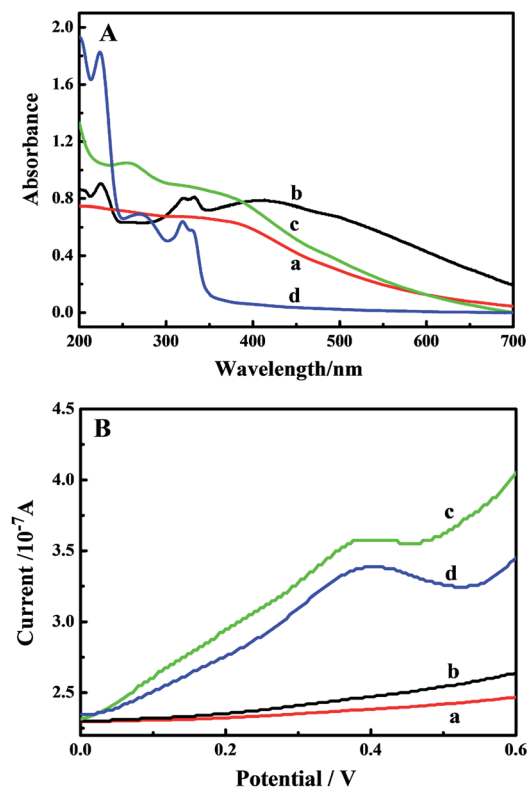 A
2.0
1.6
1.2
0.8
0.4
0.0
Absorbance
b
c
a
d
200 300 400 500 600 700
Wavelength/nm
B
4.5
4.0
3.5
3.0
2.5
Current /10⁻⁷A
c
d
b
a
0.0 0.2 0.4 0.6
Potential / V